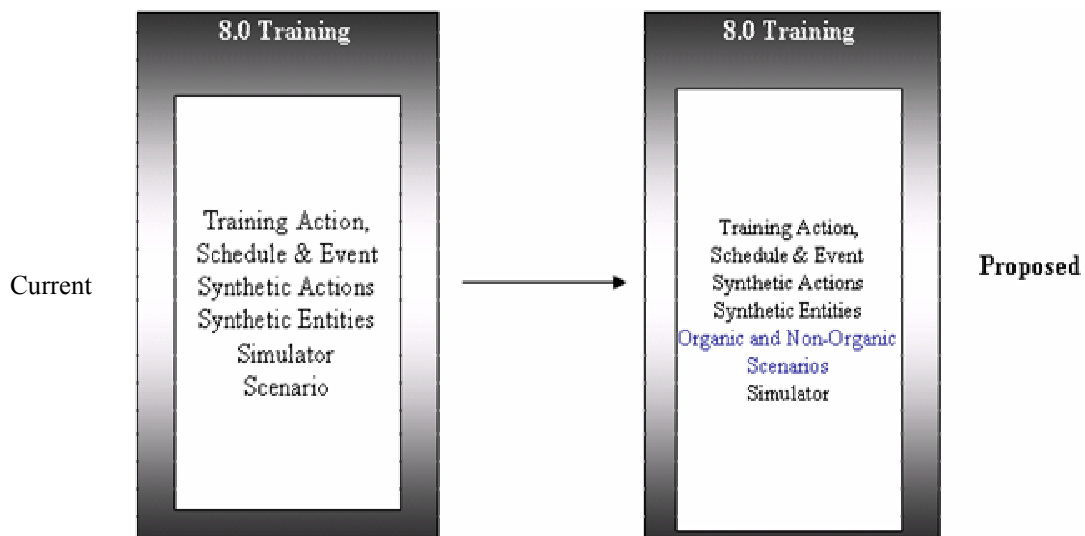 Current
8.0 Training
Training Action,
Schedule & Event
Synthetic Actions
Synthetic Entities
Simulator
Scenario
8.0 Training
Training Action,
Schedule & Event
Synthetic Actions
Synthetic Entities
Organic and Non-Organic
Scenarios
Simulator
Proposed